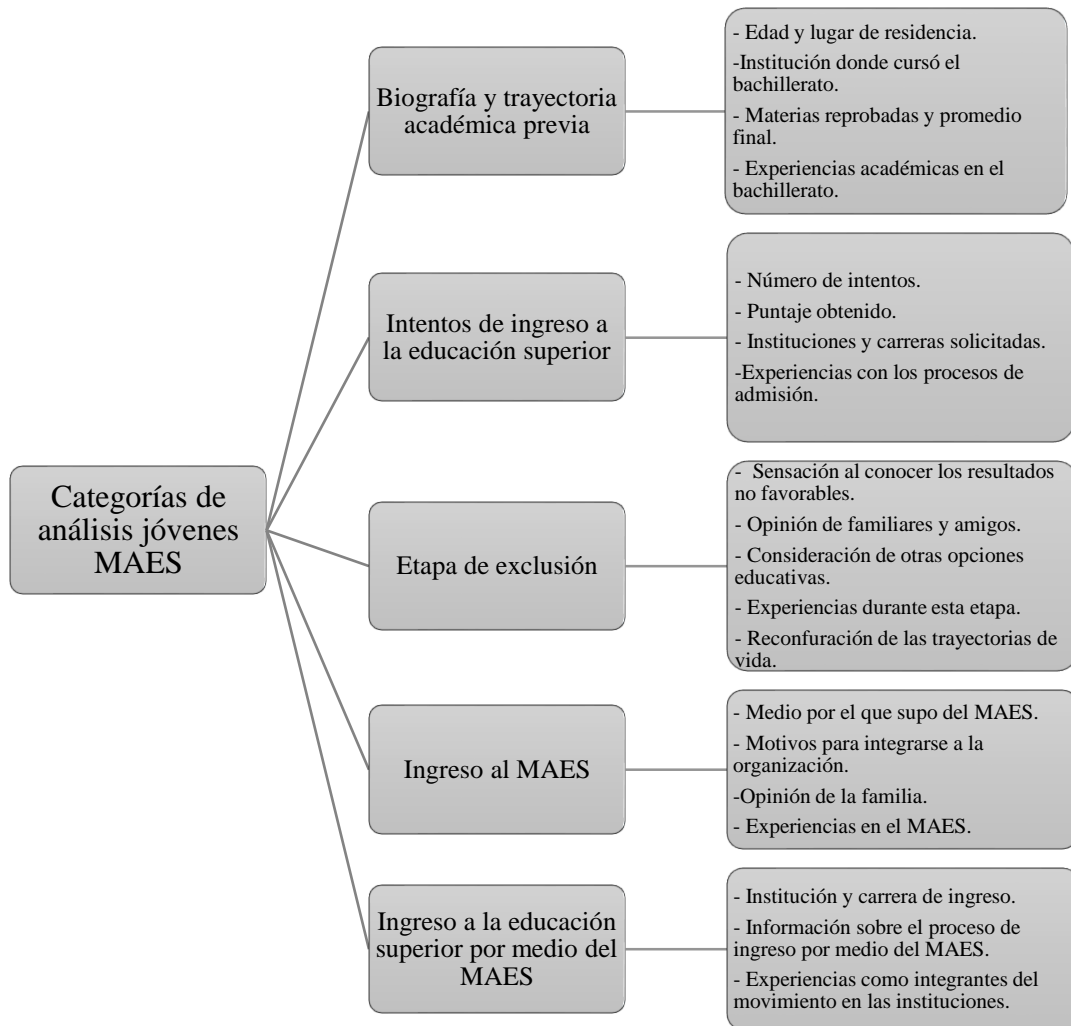 Categorías de
análisis jóvenes
MAES
Biografía y trayectoria
académica previa
- Edad y lugar de residencia.
-Institución donde cursó el
bachillerato.
- Materias reprobadas y promedio
final.
- Experiencias académicas en el
bachillerato.
Intentos de ingreso a
la educación superior
- Número de intentos.
- Puntaje obtenido.
- Instituciones y carreras solicitadas.
-Experiencias con los procesos de
admisión.
Etapa de exclusión
- Sensación al conocer los resultados
no favorables.
- Opinión de familiares y amigos.
- Consideración de otras opciones
educativas.
- Experiencias durante esta etapa.
- Reconfuración de las trayectorias de
vida.
Ingreso al MAES
- Medio por el que supo del MAES.
- Motivos para integrarse a la
organización.
-Opinión de la familia.
- Experiencias en el MAES.
Ingreso a la educación
superior por medio del
MAES
- Institución y carrera de ingreso.
- Información sobre el proceso de
ingreso por medio del MAES.
- Experiencias como integrantes del
movimiento en las instituciones.